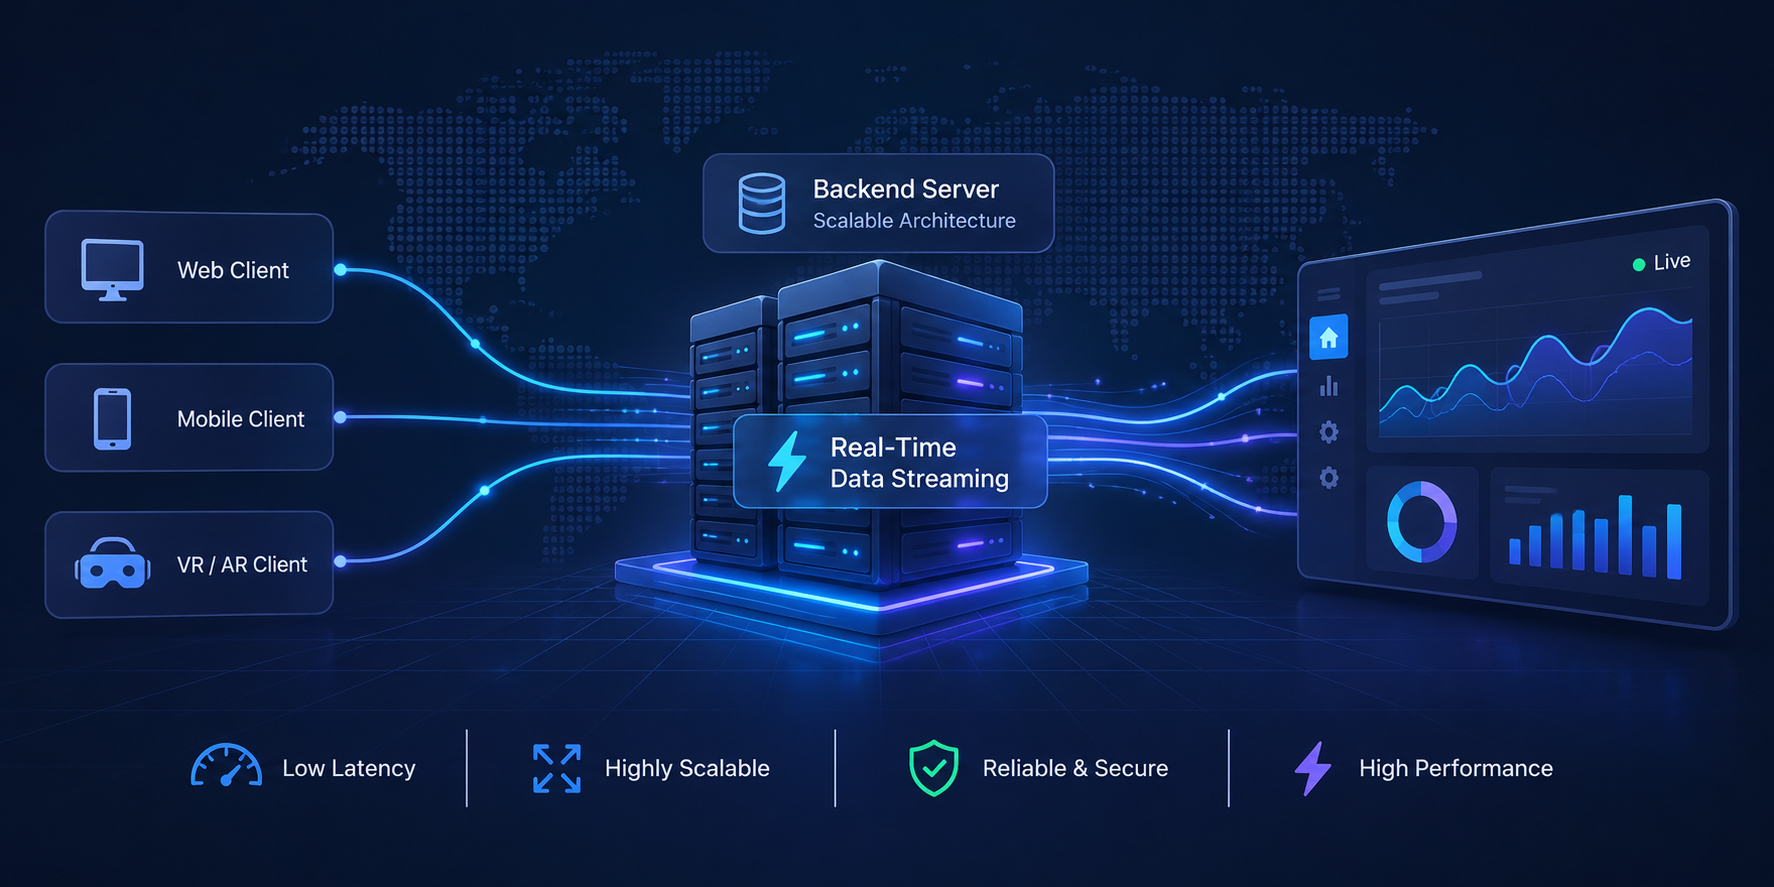 Backend Server
Scalable Architecture
Web Client
Mobile Client
VR / AR Client
Real-Time
Data Streaming
Live
Low Latency
Highly Scalable
Reliable & Secure
High Performance